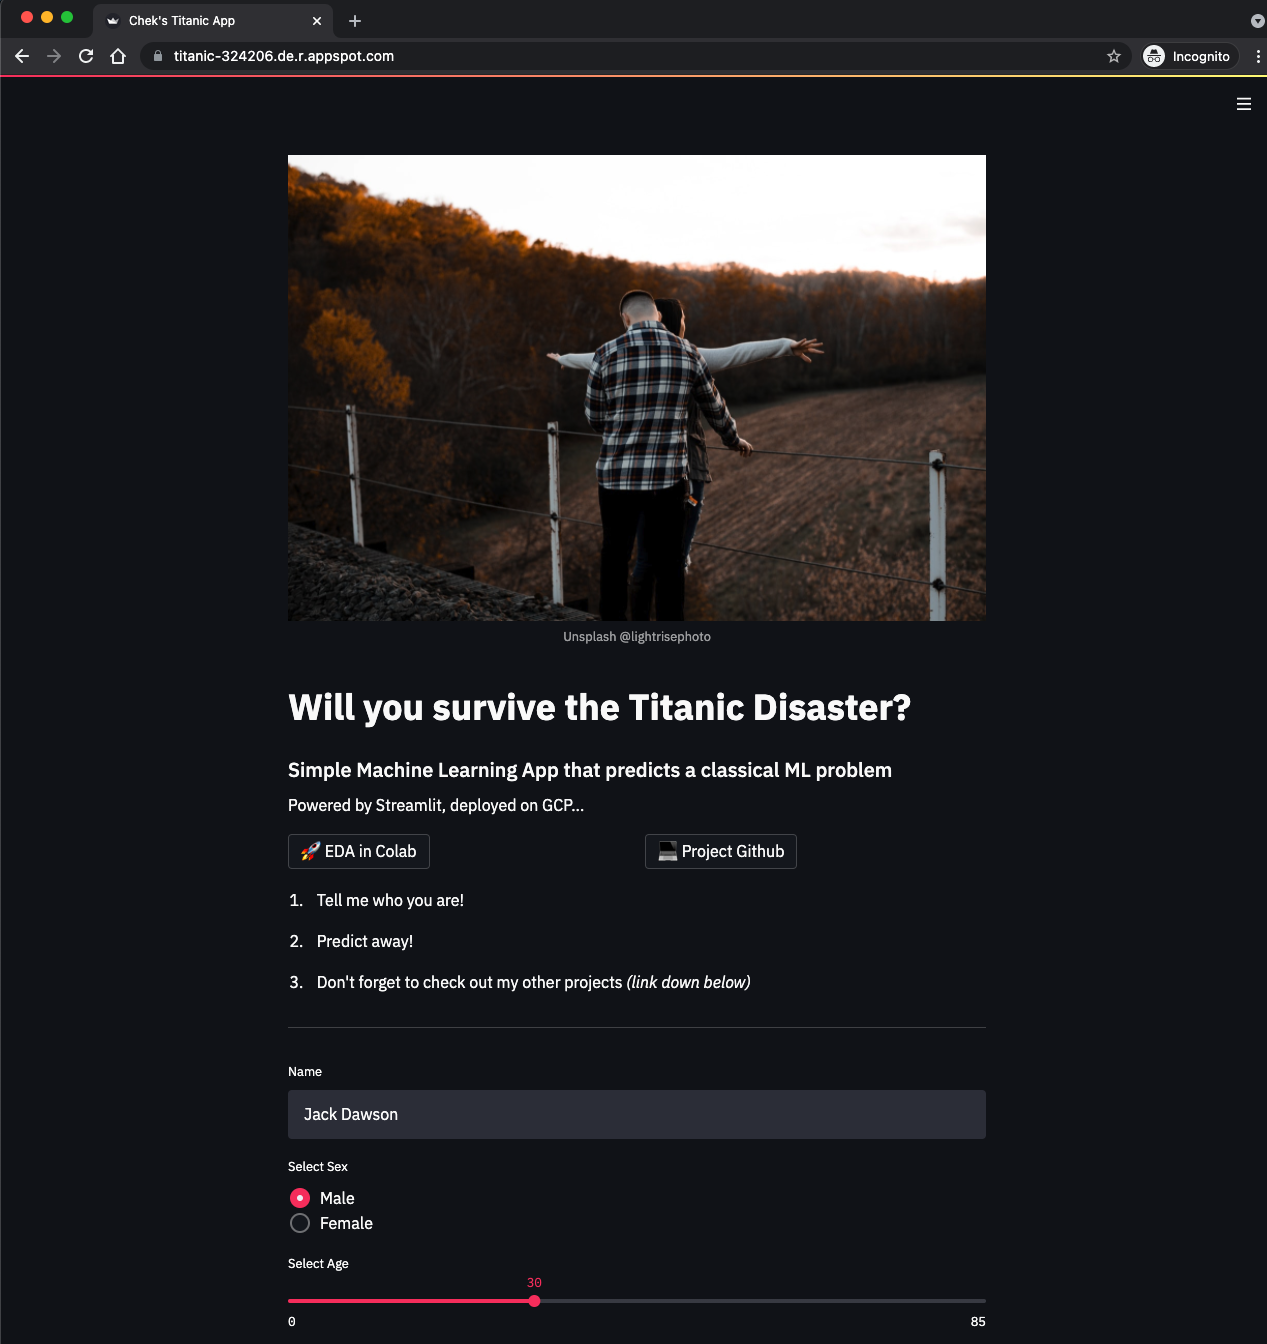 Chek's Titanic App
titanic-324206.de.r.appspot.com
Incognito
Unsplash @lightrisephoto
Will you survive the Titanic Disaster?
Simple Machine Learning App that predicts a classical ML problem
Powered by Streamlit, deployed on GCP...
🚀 EDA in Colab
💻 Project Github
1. Tell me who you are!
2. Predict away!
3. Don't forget to check out my other projects (link down below)
Name
Jack Dawson
Select Sex
Male
Female
Select Age
30
0
85